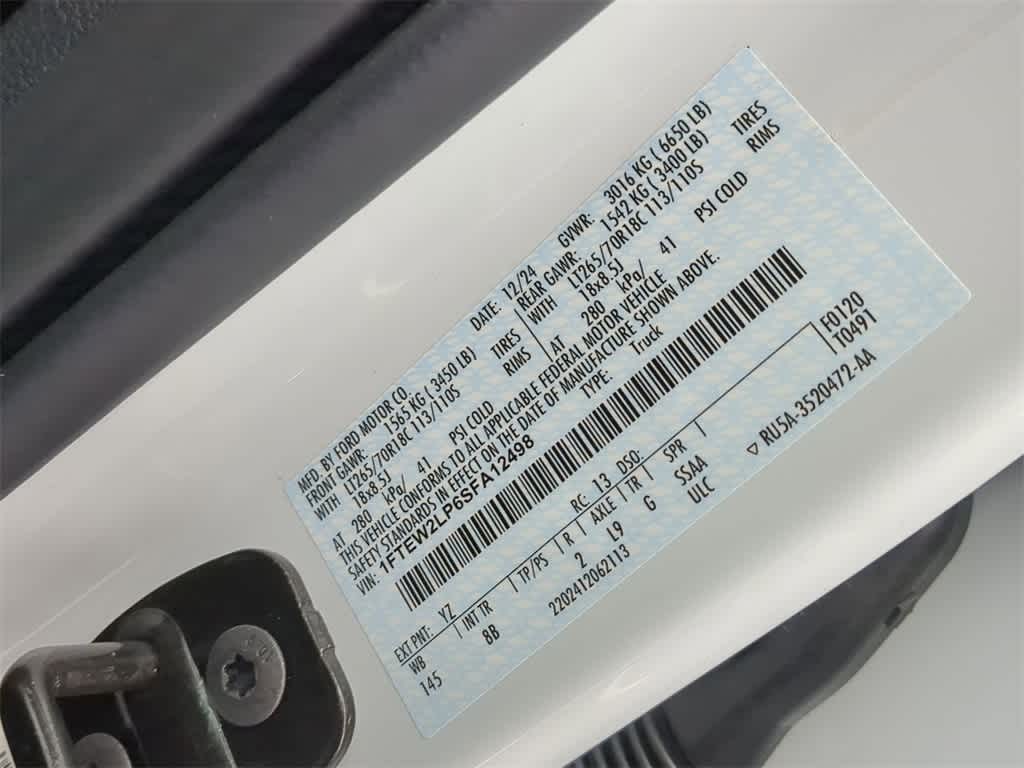 MFD. BY FORD MOTOR CO.
DATE: 12/24 GVWR: 3016 KG ( 6650 LB)
FRONT GAWR: 1565 KG ( 3450 LB) REAR GAWR: 1542 KG ( 3400 LB)
WITH LT265/70R18C 113/110S TIRES WITH LT265/70R18C 113/110S TIRES
18x8.5J RIMS 18x8.5J RIMS
AT 280 kPa/ 41 PSI COLD AT 280 kPa/ 41 PSI COLD
THIS VEHICLE CONFORMS TO ALL APPLICABLE FEDERAL MOTOR VEHICLE
SAFETY STANDARDS IN EFFECT ON THE DATE OF MANUFACTURE SHOWN ABOVE.
VIN: 1FTEW2LP6SFA12498 TYPE: Truck
F0120
T0491
EXT PNT: YZ RC: 13 DSO:
WB INT TR TP/PS R AXLE TR SPR
145 8B 2 L9 G SSAA
2202412062113 ULC
RU5A-3520472-AA